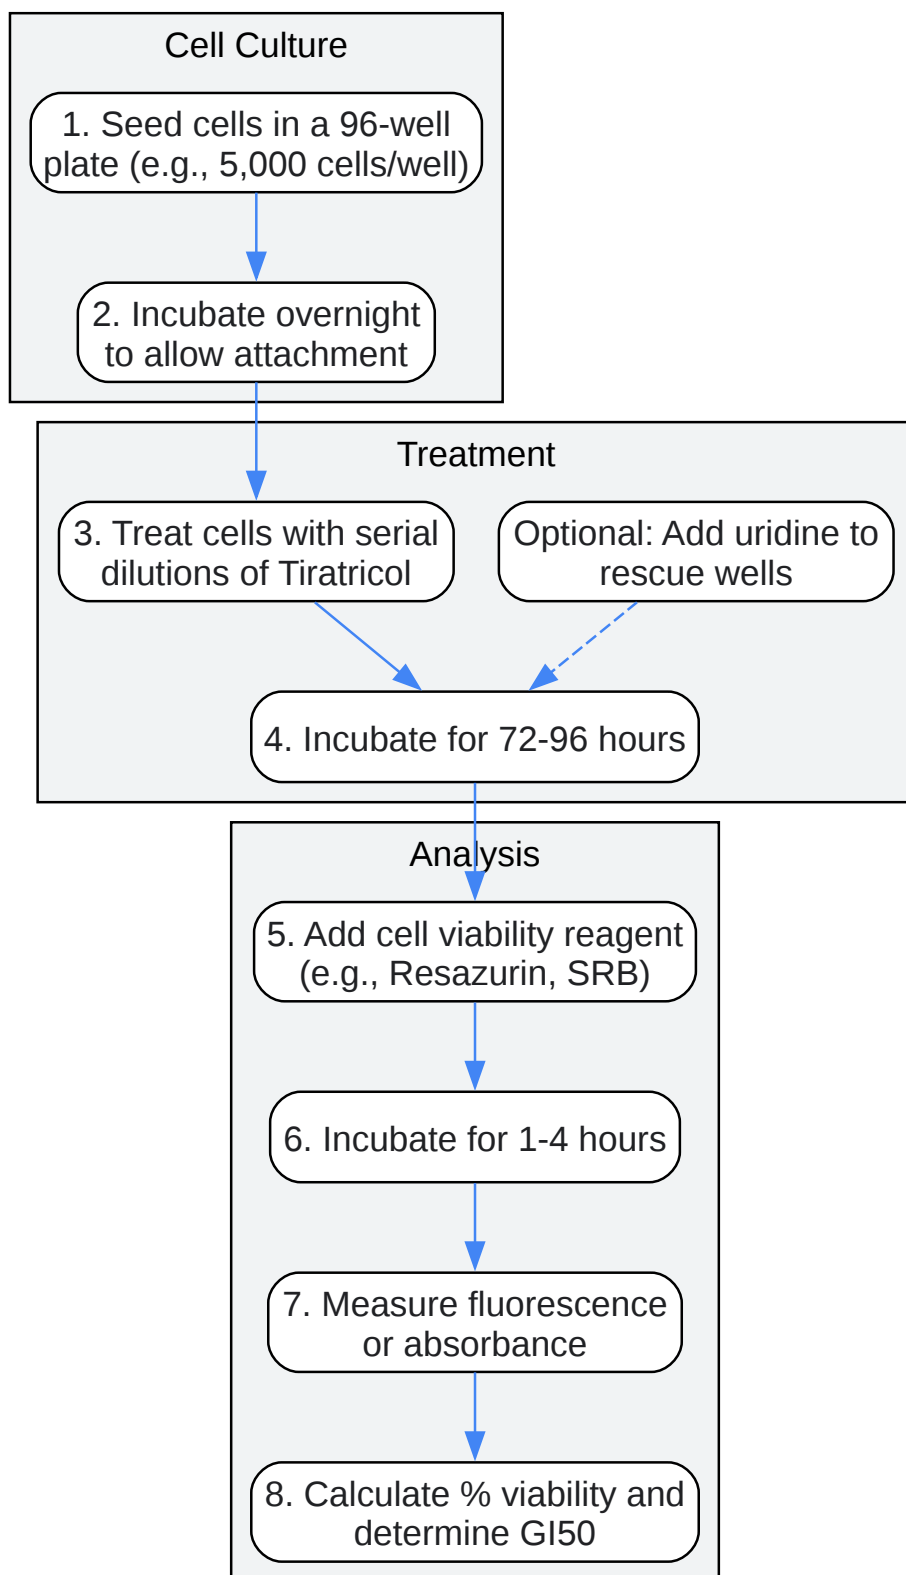 Cell Culture
1. Seed cells in a 96-well
plate (e.g., 5,000 cells/well)
2. Incubate overnight
to allow attachment
Treatment
3. Treat cells with serial
dilutions of Tiratricol
Optional: Add uridine to
rescue wells
4. Incubate for 72-96 hours
Analysis
5. Add cell viability reagent
(e.g., Resazurin, SRB)
6. Incubate for 1-4 hours
7. Measure fluorescence
or absorbance
8. Calculate % viability and
determine GI50